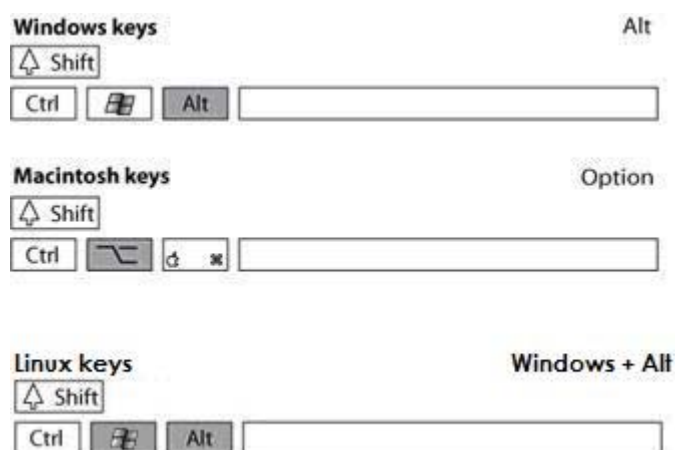 Windows keys Alt
Shift
Ctrl Alt
Macintosh keys Option
Shift
Ctrl ⌥ ⌘
Linux keys Windows + Alt
Shift
Ctrl Alt